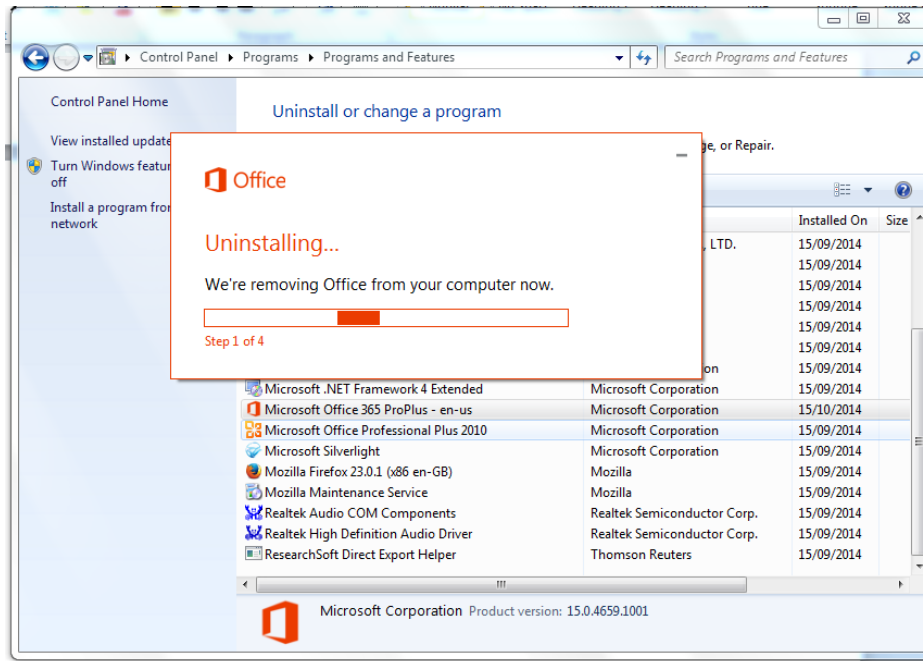 Control Panel Programs Programs and Features Search Programs and Features
Control Panel Home
View installed update
Turn Windows featur
off
Install a program fro
network
Uninstall or change a program
ge, or Repair.
Office
Uninstalling...
We're removing Office from your computer now.
Step 1 of 4
Installed On Size
, LTD. 15/09/2014
15/09/2014
15/09/2014
15/09/2014
15/09/2014
15/09/2014
on 15/09/2014
Microsoft .NET Framework 4 Extended Microsoft Corporation 15/09/2014
Microsoft Office 365 ProPlus - en-us Microsoft Corporation 15/10/2014
Microsoft Office Professional Plus 2010 Microsoft Corporation 15/09/2014
Microsoft Silverlight Microsoft Corporation 15/09/2014
Mozilla Firefox 23.0.1 (x86 en-GB) Mozilla 15/09/2014
Mozilla Maintenance Service Mozilla 15/09/2014
Realtek Audio COM Components Realtek Semiconductor Corp. 15/09/2014
Realtek High Definition Audio Driver Realtek Semiconductor Corp. 15/09/2014
ResearchSoft Direct Export Helper Thomson Reuters 15/09/2014
Microsoft Corporation Product version: 15.0.4659.1001